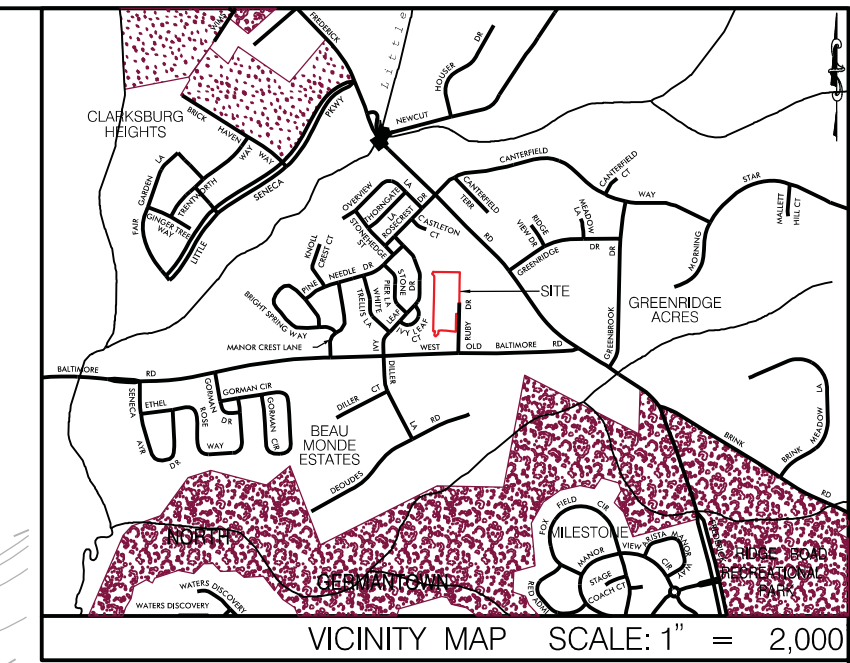 FREDERICK
Little
HOUSER DR
NEWCUT
PKWY
CLARKSBURG
HEIGHTS
BRICK HAVEN WAY
WAY
SENECA
LITTLE
GARDEN LA
FAIR
TRENTWORTH
GINGER TREE
WAY
CANTERFIELD
WAY
CANTERFIELD
CT
CANTERFIELD
TERR
STAR
MORNING
MALLETT
HILL CT
OVERVIEW
THORNGATE
LA
LA
ROSECREST DR
STONEHEDGE
ST
CASTLETON
CT
RD
RIDGE
VIEW DR
MEADOW
LA
GREENRIDGE DR
DR
GREENBROOK
GREENRIDGE
ACRES
KNOLL
CREST CT
PINE NEEDLE DR
STONE DR
PIER LA
WHITE
TRELLIS LA
LEAF
IVY LEAF
CT
IVY
BRIGHT SPRING WAY
MANOR CREST LANE
SITE
RUBY DR
BALTIMORE RD
WEST OLD BALTIMORE RD
DILLER
SENECA
ETHEL
AYR
DR
ROSE
WAY
GORMAN
DR
GORMAN CIR
GORMAN
CIR
DILLER CT
LA
RD
DEOUDES
BEAU
MONDE
ESTATES
BRINK
RD
BRINK
MEADOW LA
NORTH
GERMANTOWN
WATERS DISCOVERY
WATERS DISCOVERY
FOX FIELD CIR
MILESTONE
MANOR VIEW
RISTA MANOR
WAY
CIR
STAGE
COACH CT
RIDGE ROAD
RECREATIONAL
PARK
VICINITY MAP SCALE: 1" = 2,000